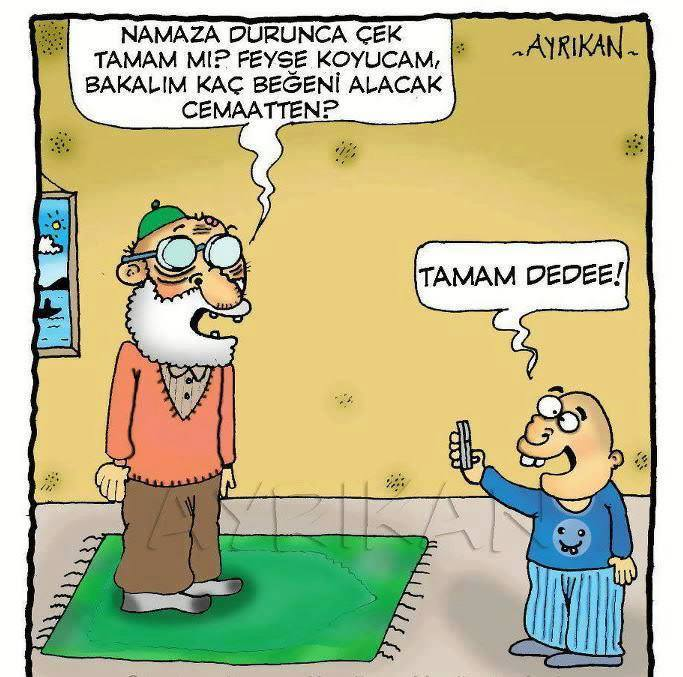 NAMAZA DURUNCA ÇEK
TAMAM MI? FEYSE KOYUCAM,
BAKALIM KAÇ BEĞENİ ALACAK
CEMAATTEN?
~AYRIKAN~
TAMAM DEDEE!
AYRIKAN